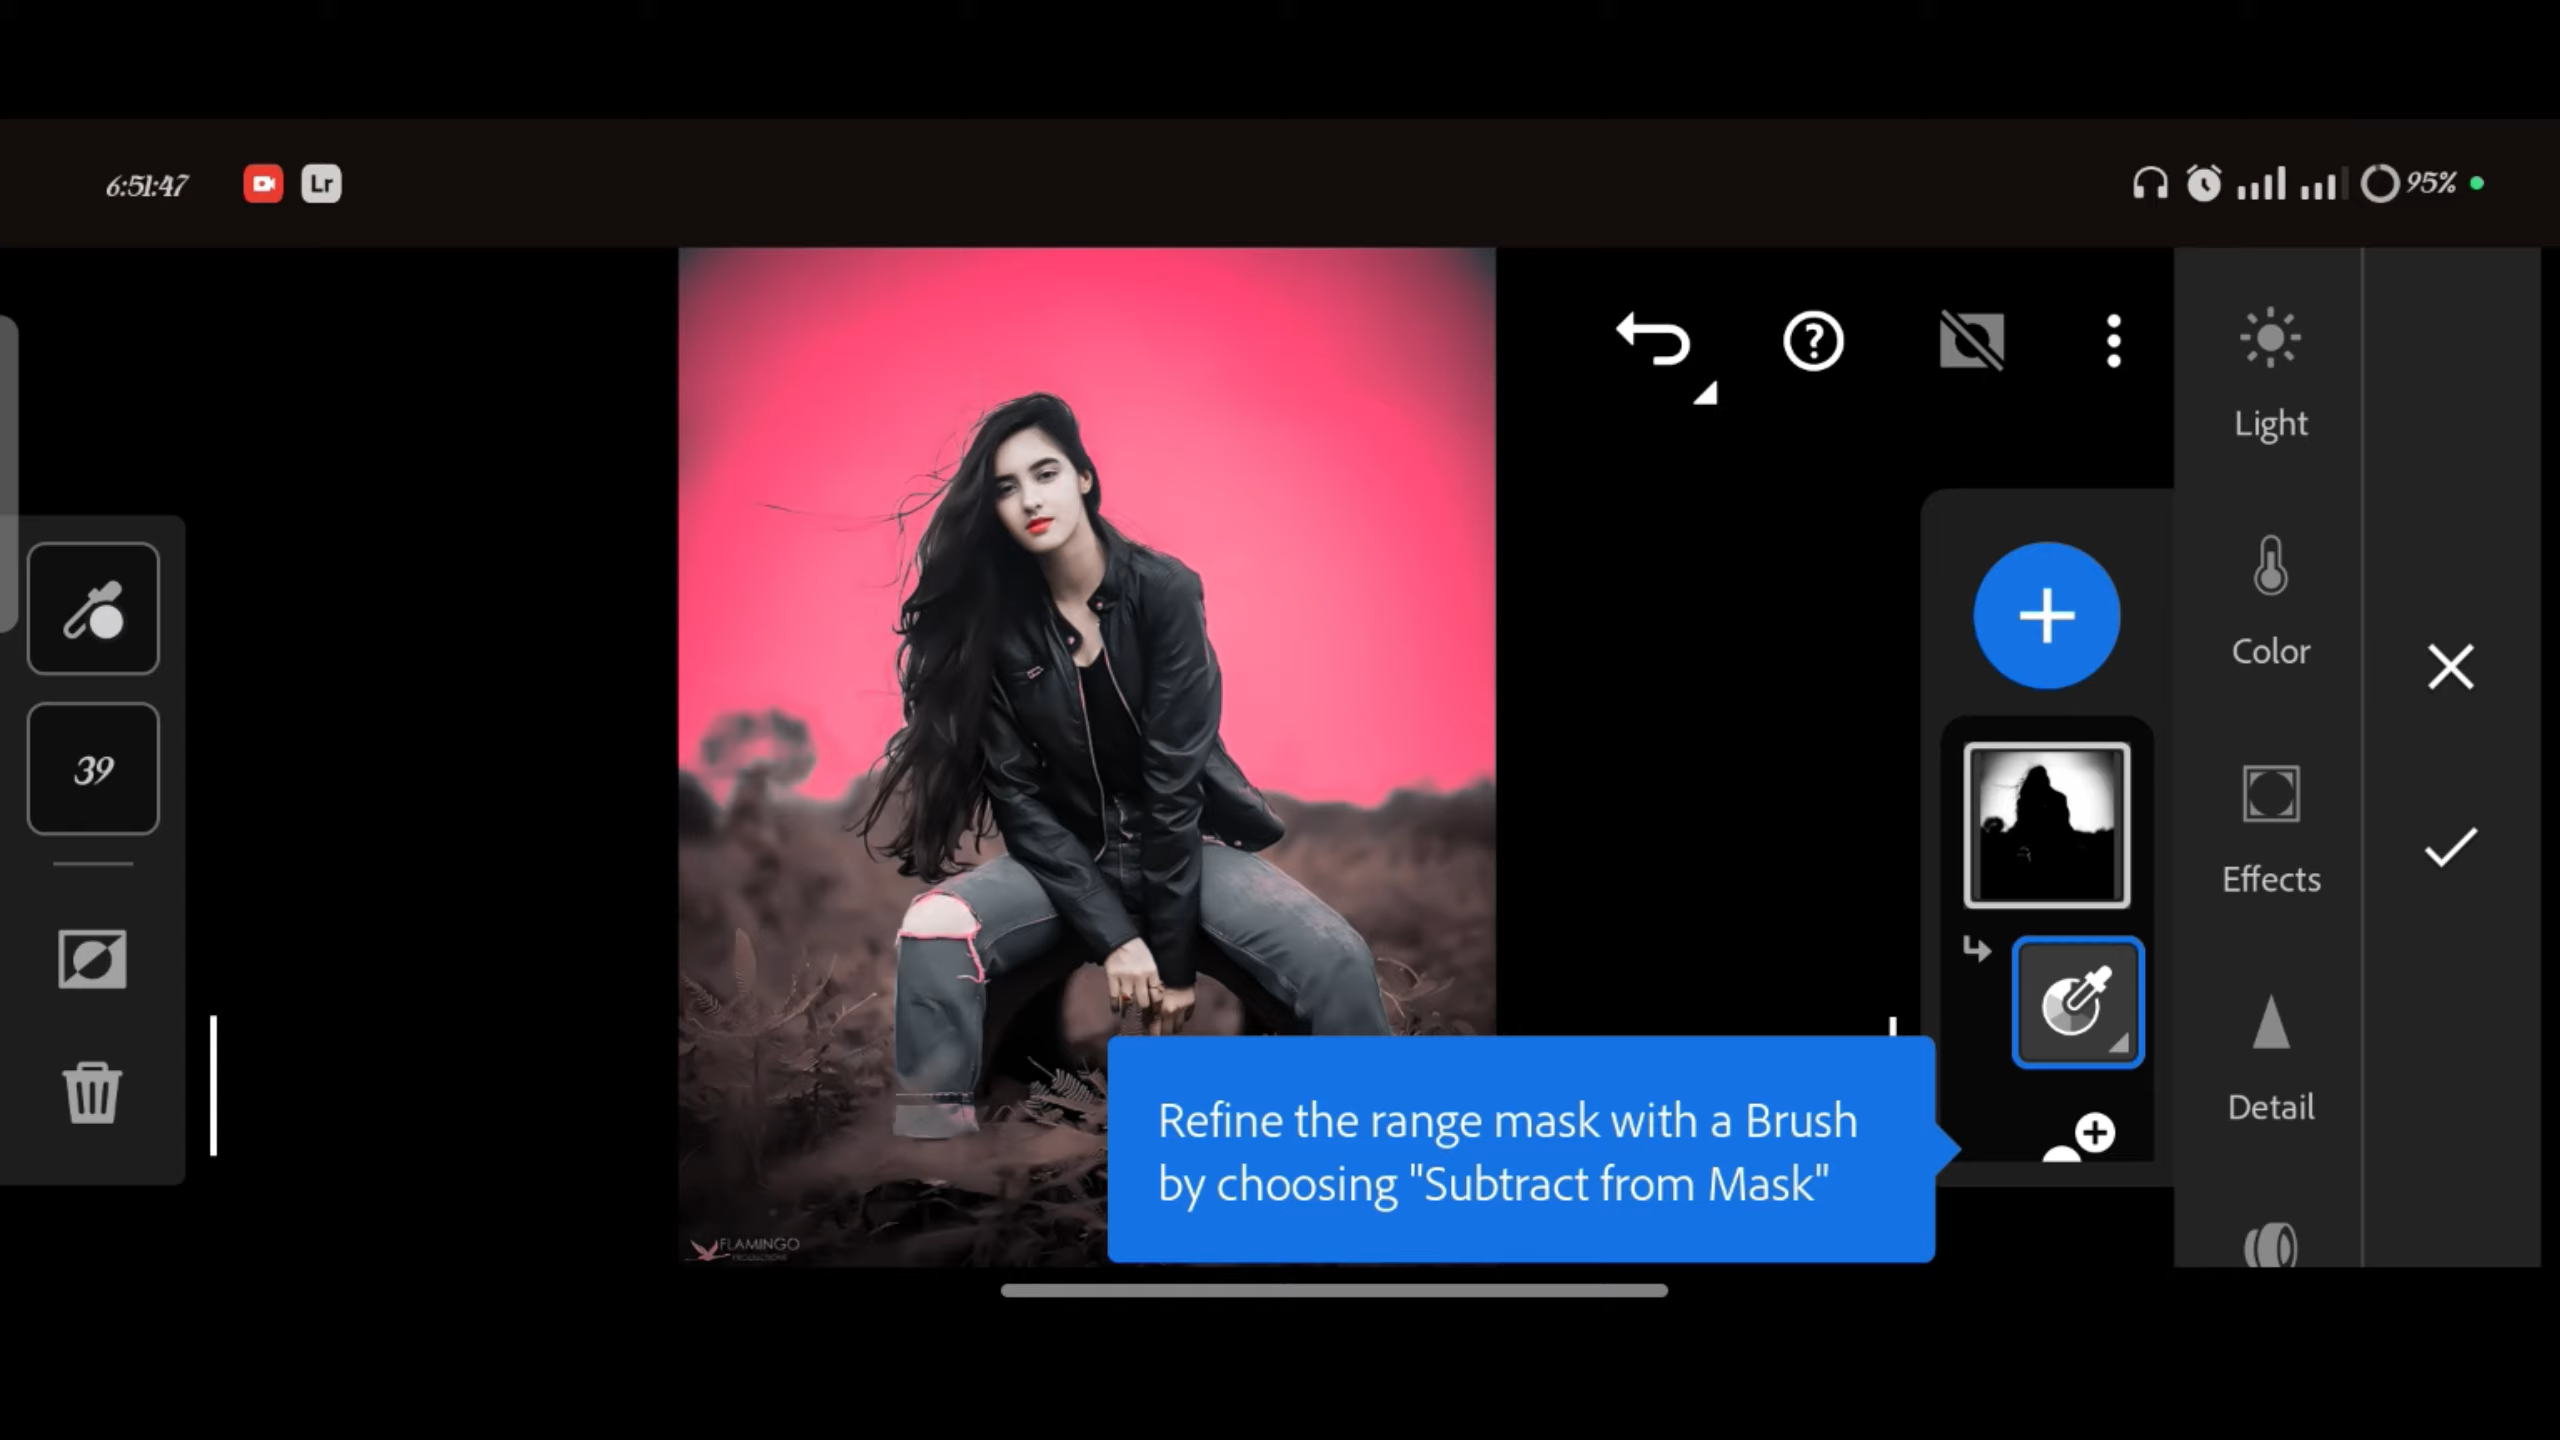 6:51:47
Lr
95%
Light
Color
39
Effects
Detail
Refine the range mask with a Brush
by choosing "Subtract from Mask"
FLAMINGO
PRODUCTIONS